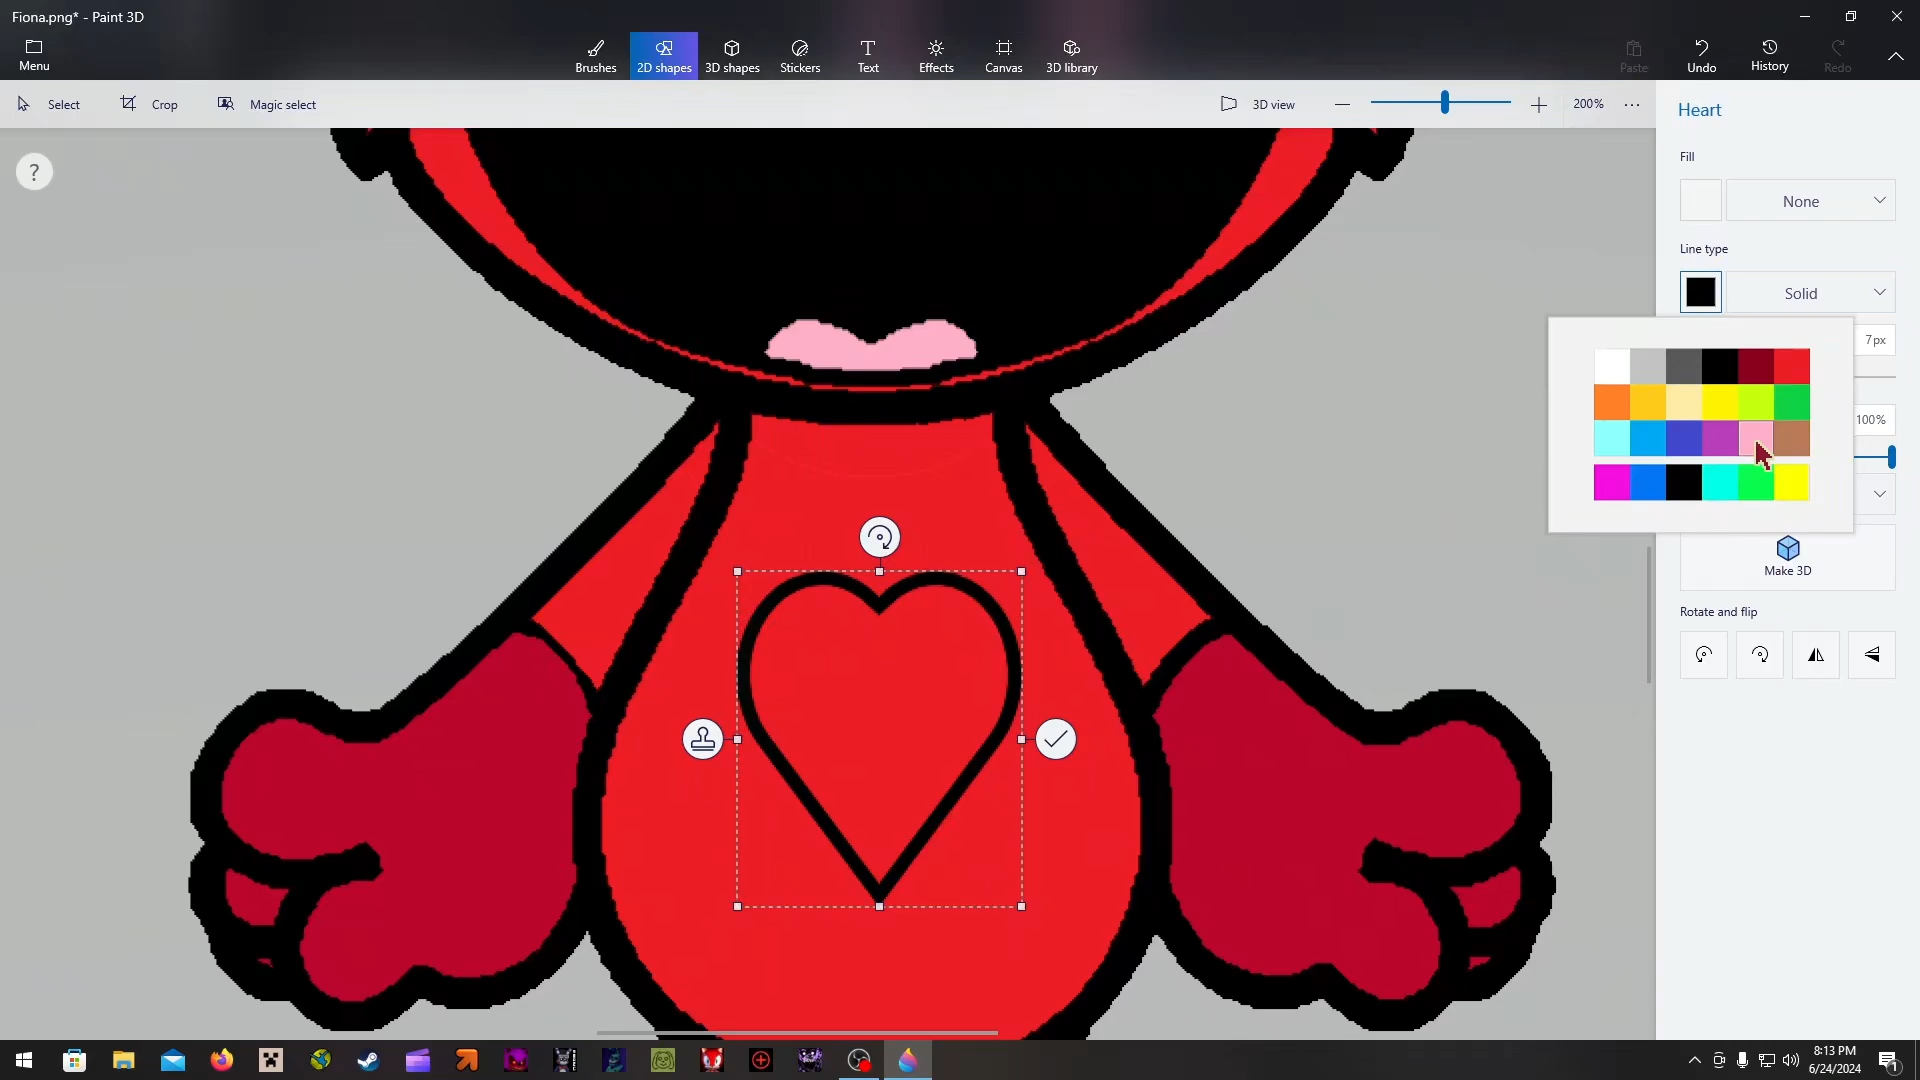 Fiona.png* - Paint 3D
Menu
Brushes
2D shapes
3D shapes
Stickers
Text
Effects
Canvas
3D library
Paste
Undo
History
Redo
Select
Crop
Magic select
3D view
200%
Heart
?
Fill
None
Line type
Solid
7px
100%
Make 3D
Rotate and flip
8:13 PM
6/24/2024
1